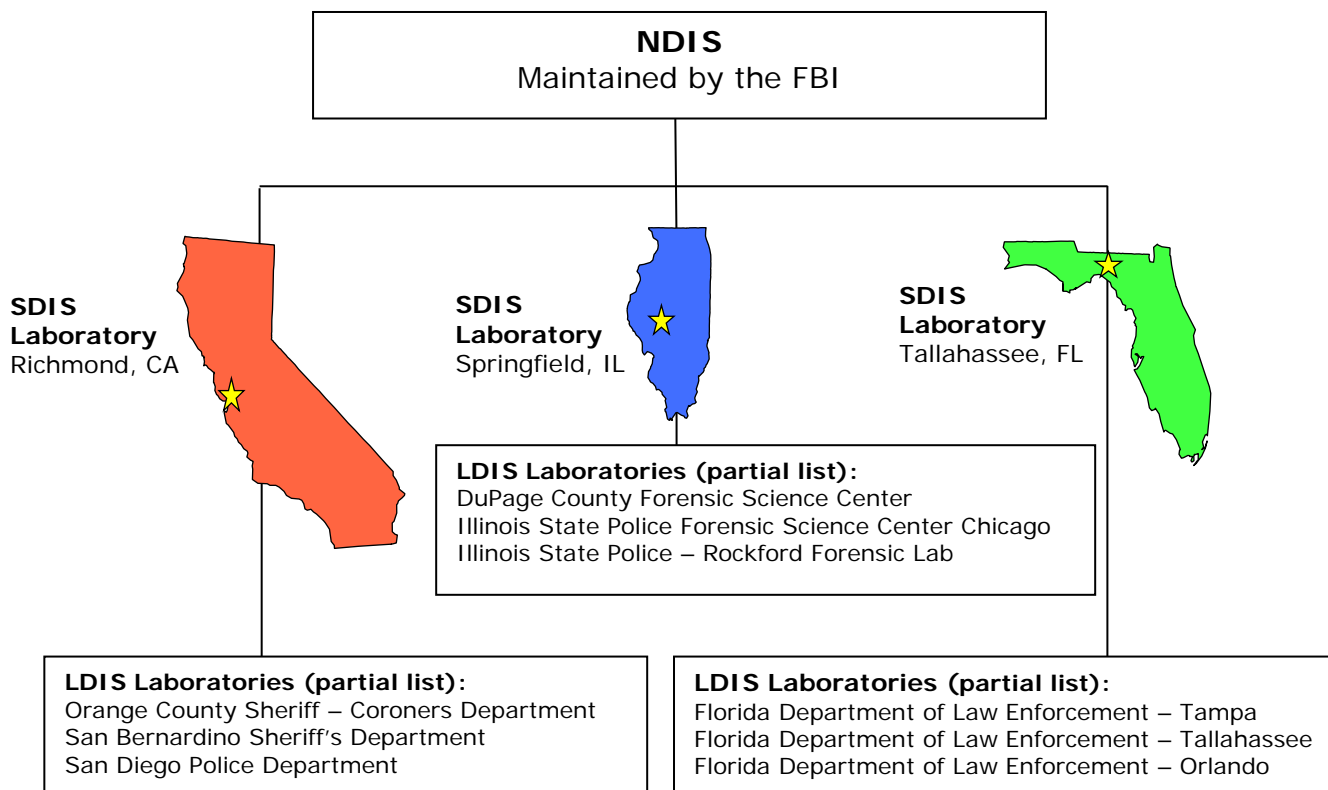 NDIS
Maintained by the FBI
SDIS
Laboratory
Richmond, CA
SDIS
Laboratory
Springfield, IL
SDIS
Laboratory
Tallahassee, FL
LDIS Laboratories (partial list):
DuPage County Forensic Science Center
Illinois State Police Forensic Science Center Chicago
Illinois State Police – Rockford Forensic Lab
LDIS Laboratories (partial list):
Orange County Sheriff – Coroners Department
San Bernardino Sheriff's Department
San Diego Police Department
LDIS Laboratories (partial list):
Florida Department of Law Enforcement – Tampa
Florida Department of Law Enforcement – Tallahassee
Florida Department of Law Enforcement – Orlando